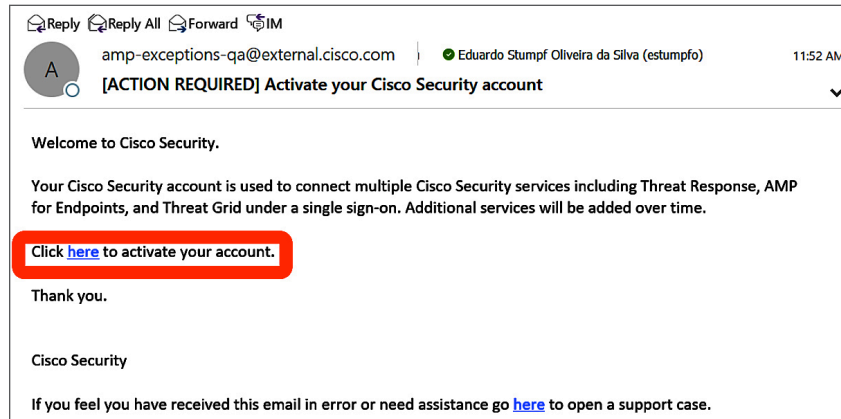 Reply Reply All Forward IM
amp-exceptions-qa@external.cisco.com Eduardo Stumpf Oliveira da Silva (estumpfo) 11:52 AM
A
[ACTION REQUIRED] Activate your Cisco Security account
Welcome to Cisco Security.
Your Cisco Security account is used to connect multiple Cisco Security services including Threat Response, AMP
for Endpoints, and Threat Grid under a single sign-on. Additional services will be added over time.
Click here to activate your account.
Thank you.
Cisco Security
If you feel you have received this email in error or need assistance go here to open a support case.